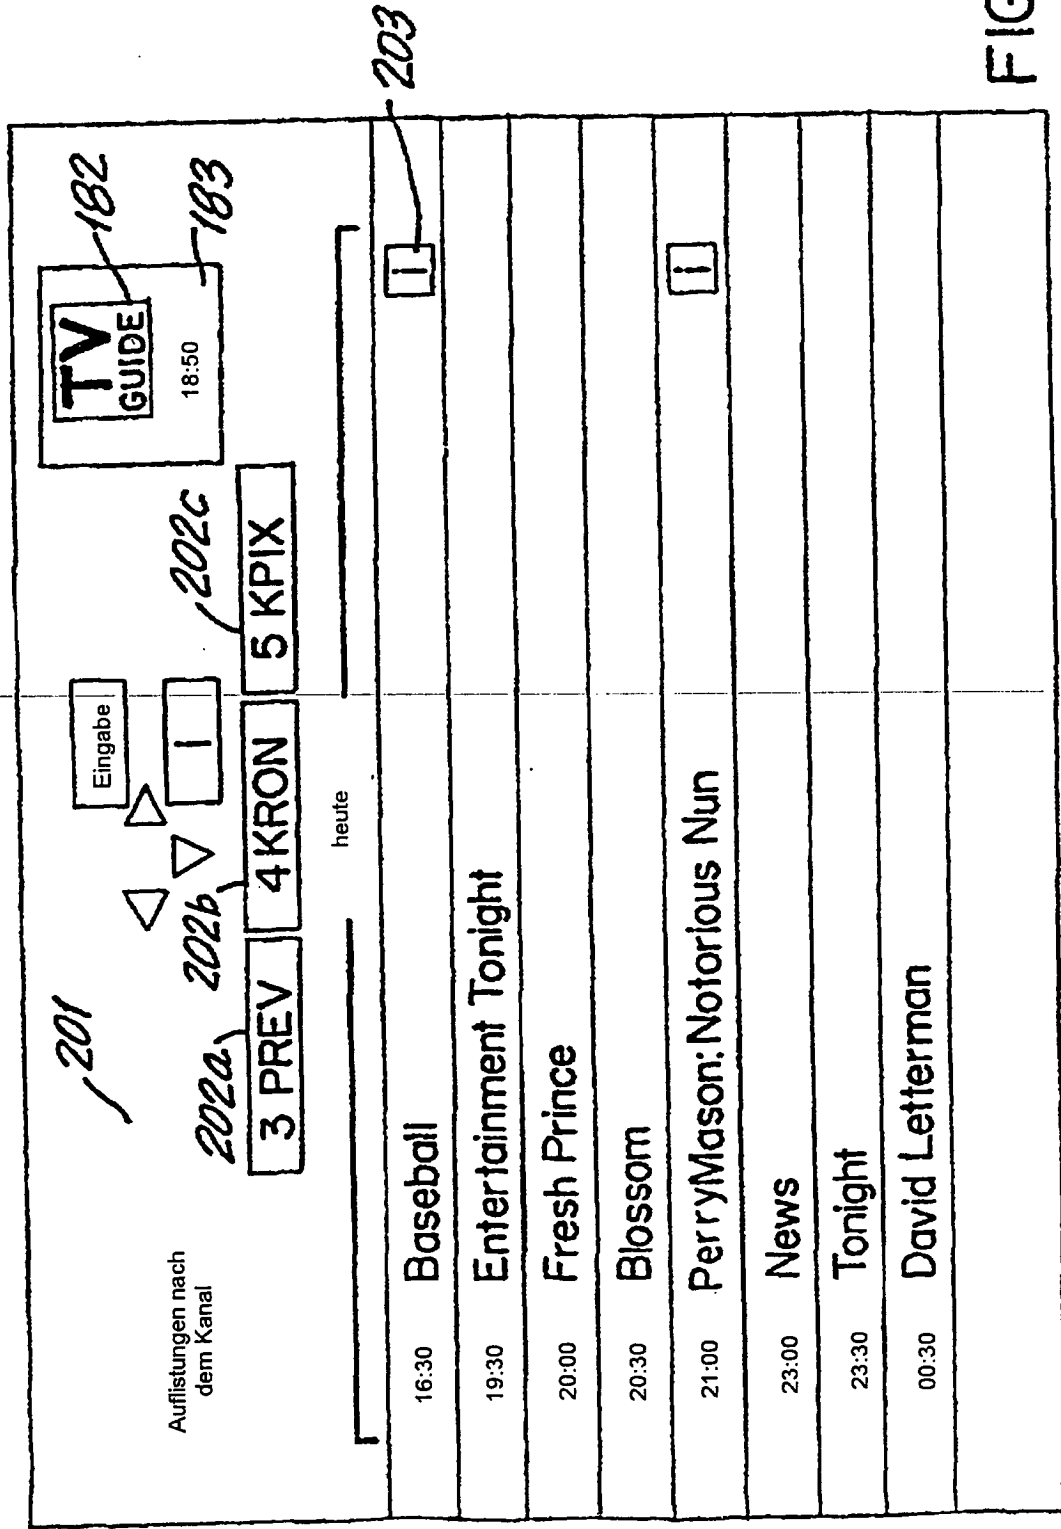 201
Auflistungen nach
dem Kanal
Eingabe
i
TV
GUIDE
18:50
182
183
202a
202b
202c
3 PREV
4 KRON
5 KPIX
heute
203
16:30 Baseball i
19:30 Entertainment Tonight
20:00 Fresh Prince
20:30 Blossom
21:00 PerryMason:Notorious Nun i
23:00 News
23:30 Tonight
00:30 David Letterman